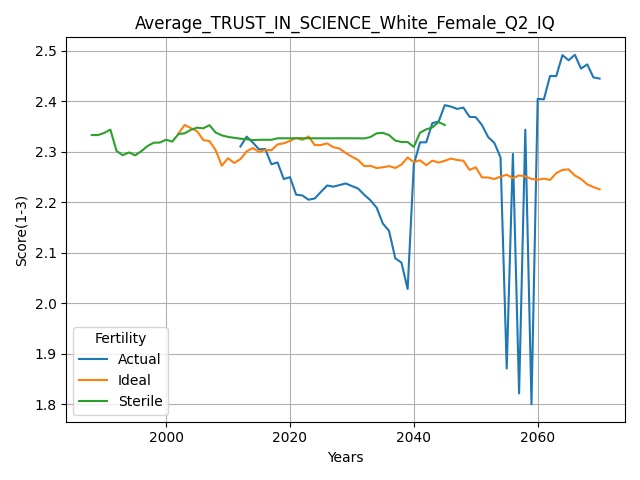 Average_TRUST_IN_SCIENCE_White_Female_Q2_IQ
Score(1-3)
2.5
2.4
2.3
2.2
2.1
2.0
1.9
1.8
Fertility
Actual
Ideal
Sterile
2000
2020
2040
2060
Years